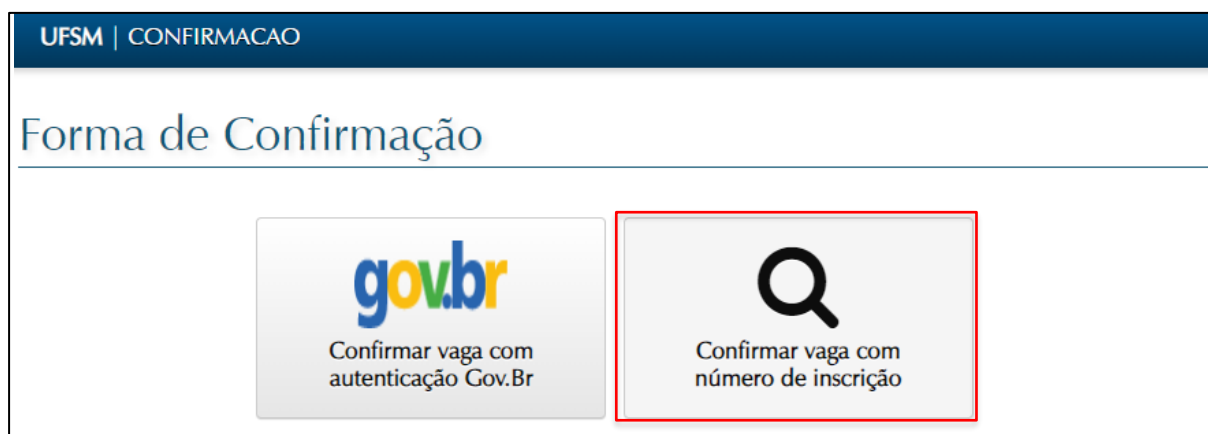 UFSM | CONFIRMACAO
Forma de Confirmação
gov.br
Confirmar vaga com
autenticação Gov.Br
Confirmar vaga com
número de inscrição